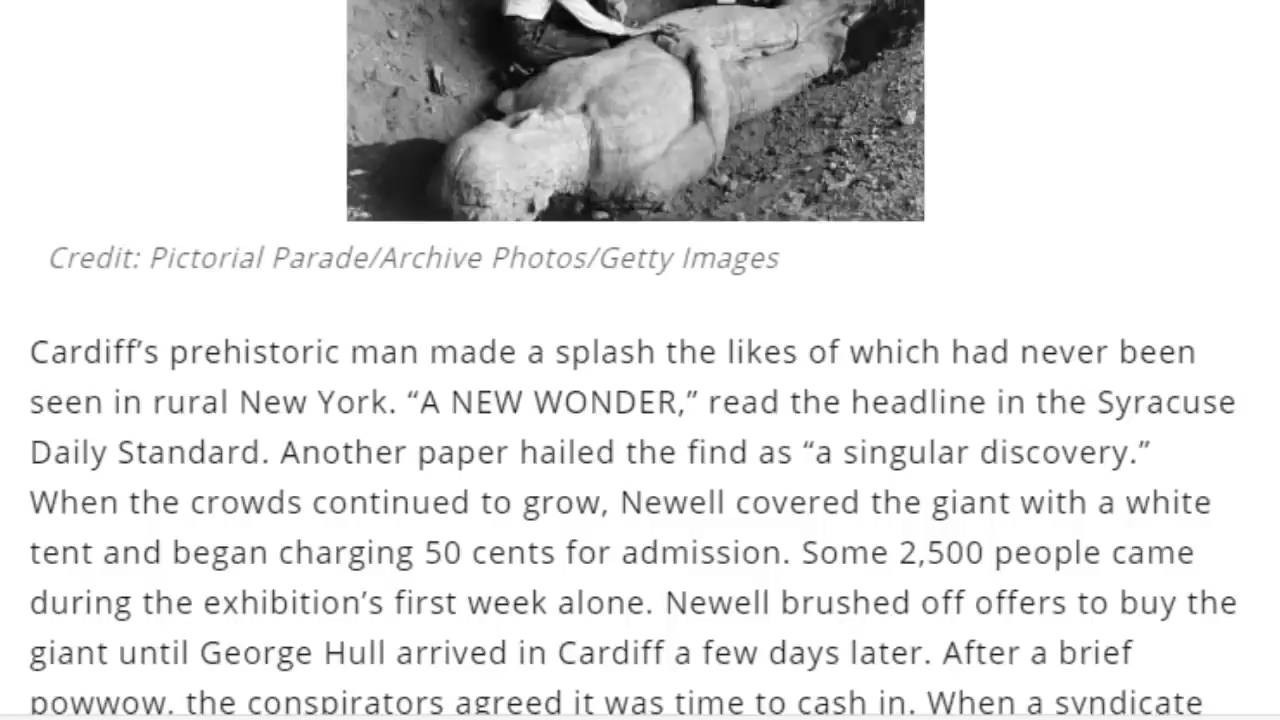 Credit: Pictorial Parade/Archive Photos/Getty Images
Cardiff’s prehistoric man made a splash the likes of which had never been
seen in rural New York. “A NEW WONDER,” read the headline in the Syracuse
Daily Standard. Another paper hailed the find as “a singular discovery.”
When the crowds continued to grow, Newell covered the giant with a white
tent and began charging 50 cents for admission. Some 2,500 people came
during the exhibition’s first week alone. Newell brushed off offers to buy the
giant until George Hull arrived in Cardiff a few days later. After a brief
powwow, the conspirators agreed it was time to cash in. When a syndicate